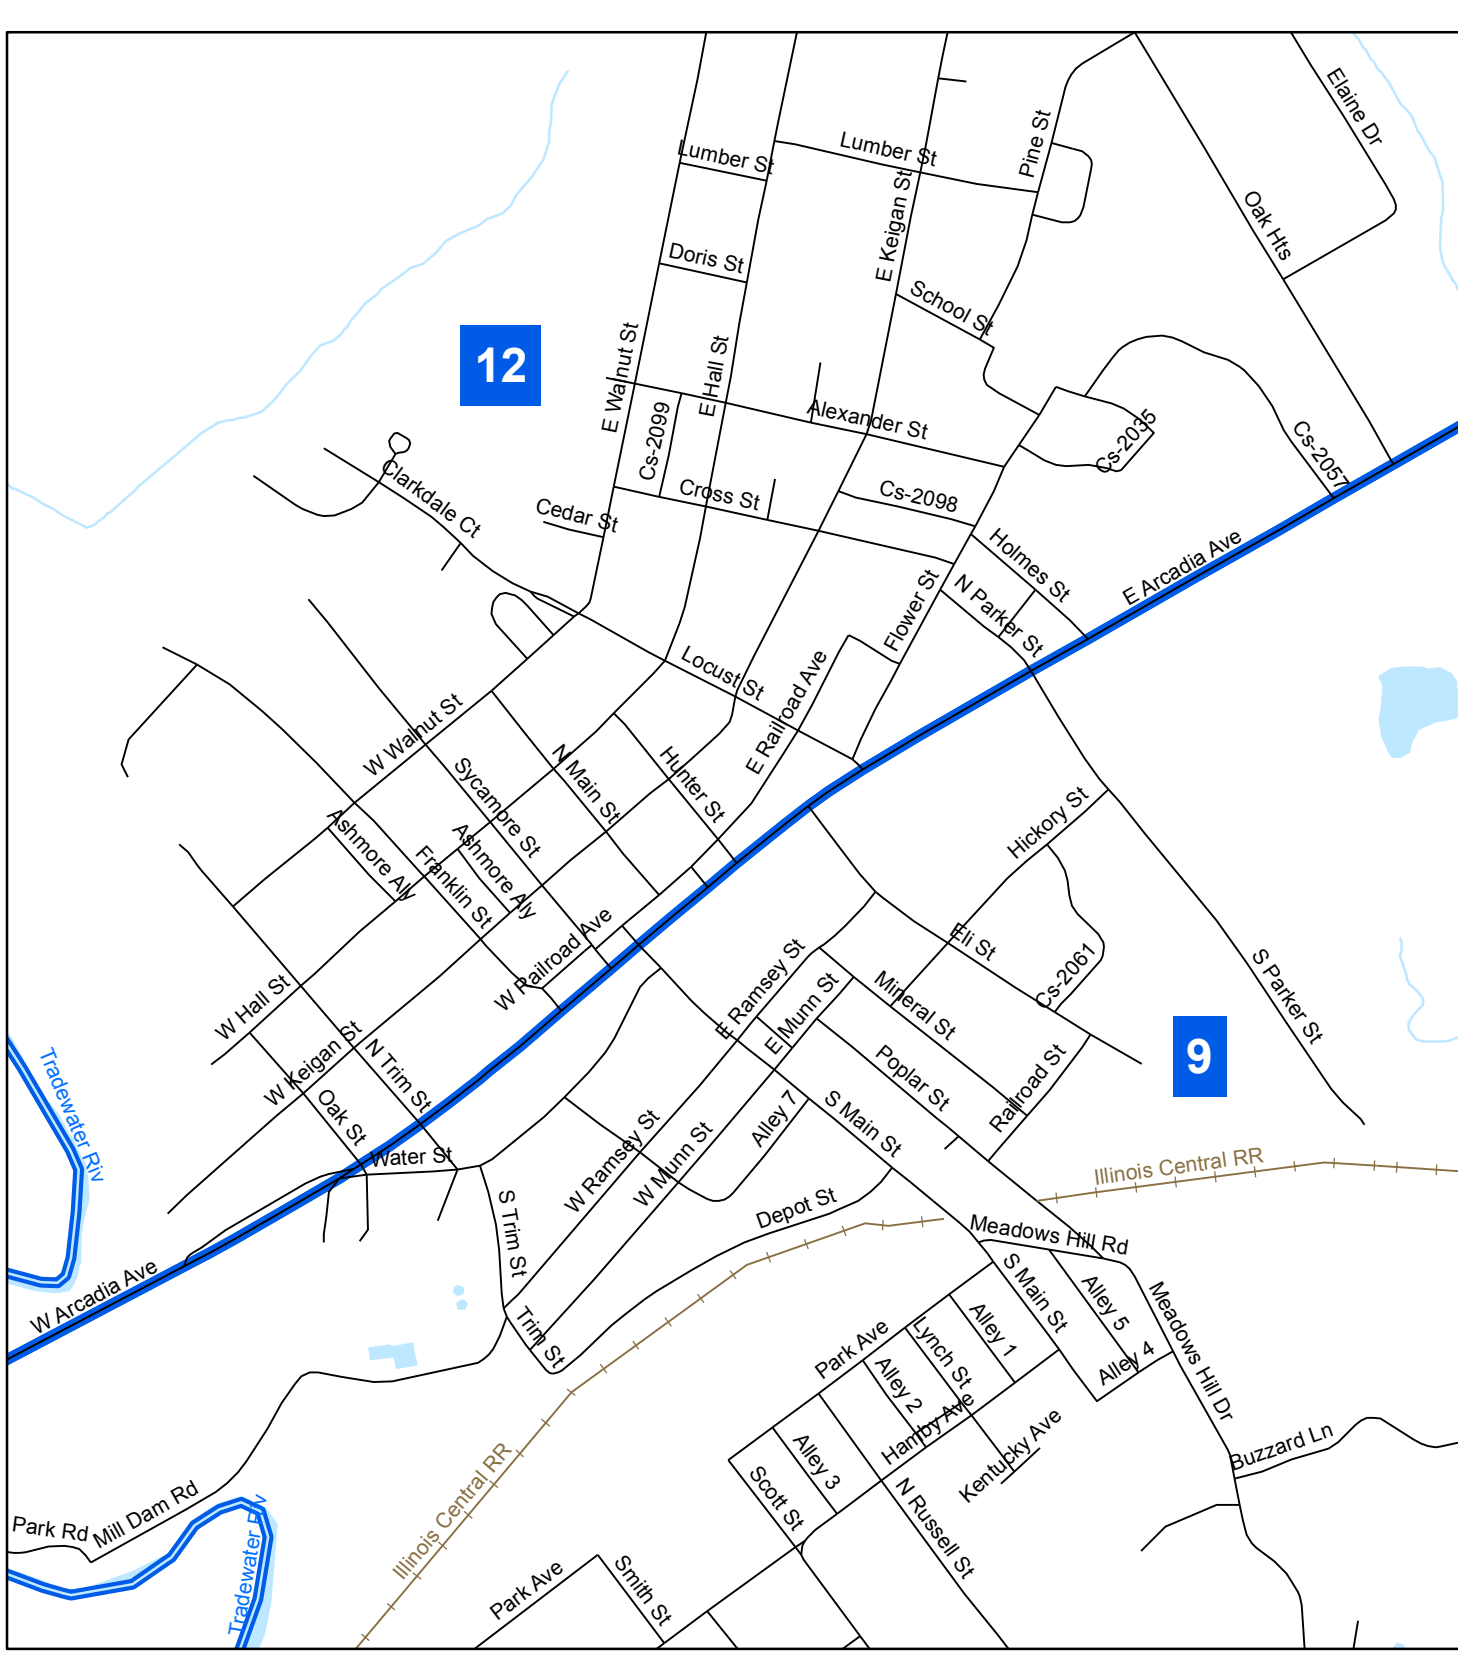 Elaine Dr
Pine St
Lumber St
Lumber St
E Keigan St
Oak Hts
Doris St
School St
12
E Walnut St
E Hall St
Cs-2099
Alexander St
Cs-2035
Cs-2057
Clarkdale Ct
Cross St
Cs-2098
Cedar St
Holmes St
E Arcadia Ave
N Parker St
Flower St
Locust St
E Railroad Ave
W Walnut St
N Main St
Hunter St
Sycamore St
Hickory St
Ashmore Aly
Ashmore Aly
Franklin St
W Railroad Ave
Eli St
Cs-2061
E Ramsey St
E Munn St
Mineral St
S Parker St
W Hall St
N Trim St
W Keigan St
Oak St
Poplar St
Railroad St
9
Tradewater Riv
Alley 7
S Main St
W Ramsey St
W Munn St
Water St
Illinois Central RR
S Trim St
Depot St
Meadows Hill Rd
W Arcadia Ave
S Main St
Alley 5
Meadows Hill Dr
Trim St
Park Ave
Alley 1
Lynch St
Alley 2
Alley 4
Hamby Ave
Kentucky Ave
Buzzard Ln
Alley 3
Scott St
N Russell St
Illinois Central RR
Park Rd
Mill Dam Rd
Tradewater Riv
Park Ave
Smith St